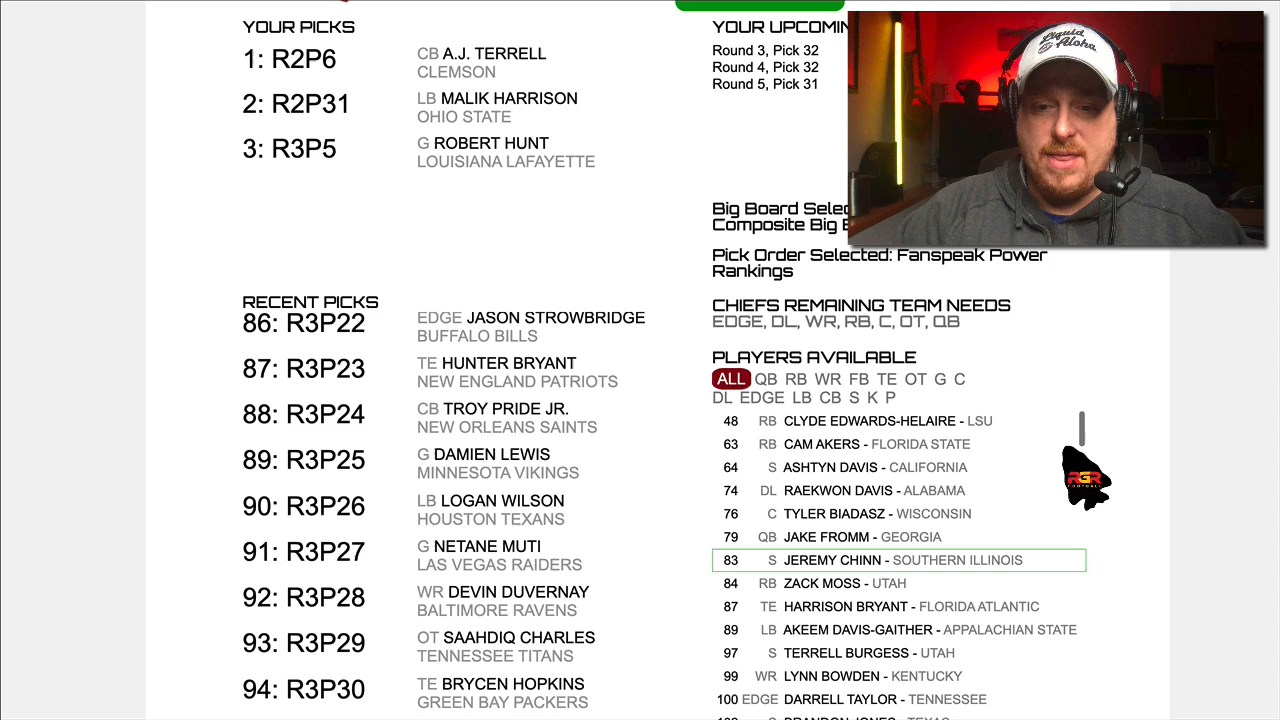 YOUR PICKS
1: R2P6
CB A.J. TERRELL
CLEMSON
2: R2P31
LB MALIK HARRISON
OHIO STATE
3: R3P5
G ROBERT HUNT
LOUISIANA LAFAYETTE
RECENT PICKS
86: R3P22
EDGE JASON STROWBRIDGE
BUFFALO BILLS
87: R3P23
TE HUNTER BRYANT
NEW ENGLAND PATRIOTS
88: R3P24
CB TROY PRIDE JR.
NEW ORLEANS SAINTS
89: R3P25
G DAMIEN LEWIS
MINNESOTA VIKINGS
90: R3P26
LB LOGAN WILSON
HOUSTON TEXANS
91: R3P27
G NETANE MUTI
LAS VEGAS RAIDERS
92: R3P28
WR DEVIN DUVERNAY
BALTIMORE RAVENS
93: R3P29
OT SAAHDIQ CHARLES
TENNESSEE TITANS
94: R3P30
TE BRYCEN HOPKINS
GREEN BAY PACKERS
YOUR UPCOMIN
Round 3, Pick 32
Round 4, Pick 32
Round 5, Pick 31
Big Board Selec
Composite Big
Pick Order Selected: Fanspeak Power
Rankings
CHIEFS REMAINING TEAM NEEDS
EDGE, DL, WR, RB, C, OT, QB
PLAYERS AVAILABLE
ALL QB RB WR FB TE OT G C
DL EDGE LB CB S K P
48 RB CLYDE EDWARDS-HELAIRE - LSU
63 RB CAM AKERS - FLORIDA STATE
64 S ASHTYN DAVIS - CALIFORNIA
74 DL RAEKWON DAVIS - ALABAMA
76 C TYLER BIADASZ - WISCONSIN
79 QB JAKE FROMM - GEORGIA
83 S JEREMY CHINN - SOUTHERN ILLINOIS
84 RB ZACK MOSS - UTAH
87 TE HARRISON BRYANT - FLORIDA ATLANTIC
89 LB AKEEM DAVIS-GAITHER - APPALACHIAN STATE
97 S TERRELL BURGESS - UTAH
99 WR LYNN BOWDEN - KENTUCKY
100 EDGE DARRELL TAYLOR - TENNESSEE
S BRANDON JONES - TEXAS
Liquid
Aloha
RGR
FOOTBALL